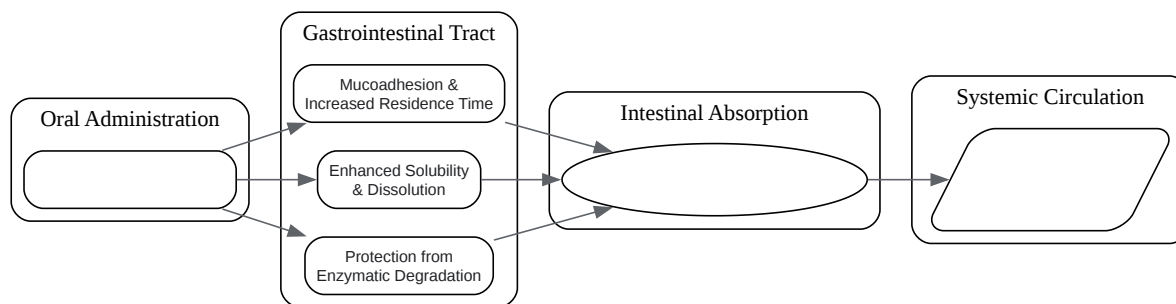 Oral Administration
Gastrointestinal Tract
Mucoadhesion &
Increased Residence Time
Enhanced Solubility
& Dissolution
Protection from
Enzymatic Degradation
Intestinal Absorption
Systemic Circulation